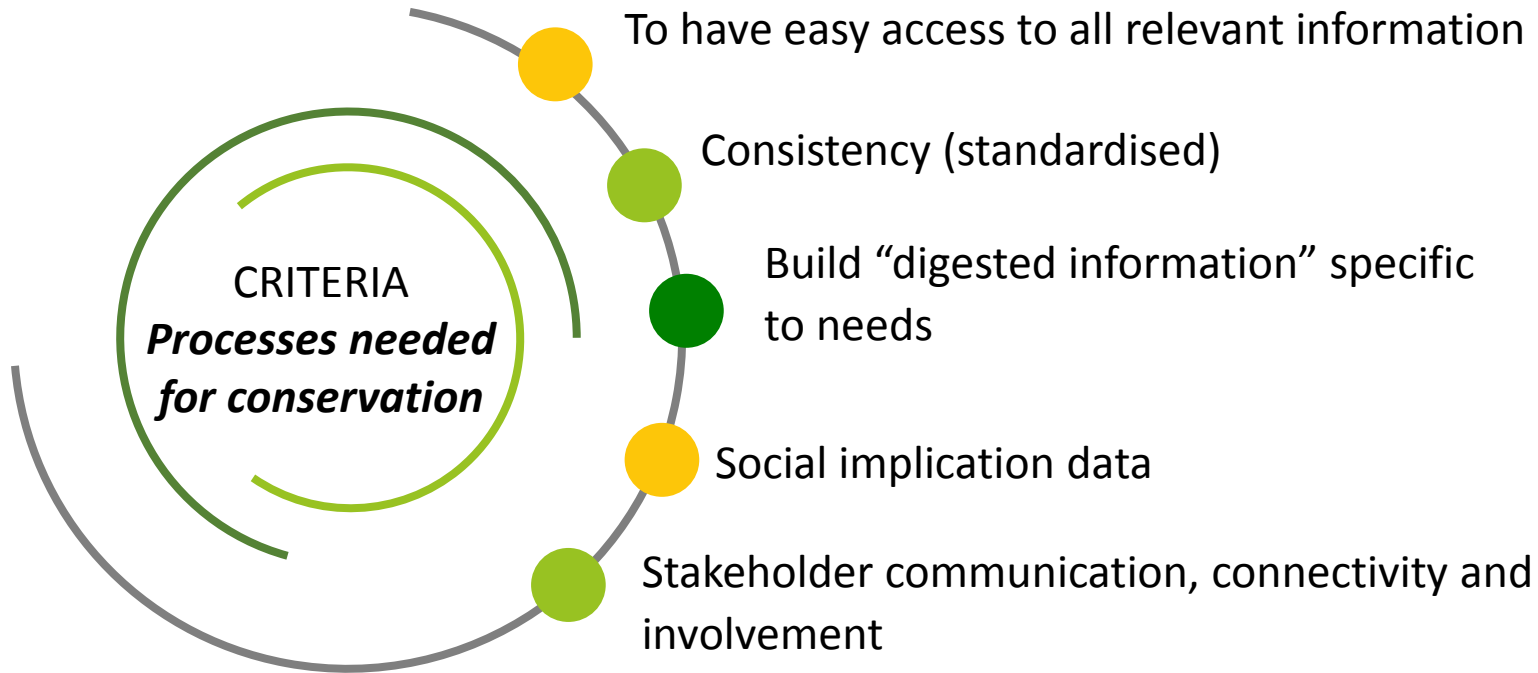 To have easy access to all relevant information
Consistency (standardised)
Build “digested information” specific
to needs
CRITERIA
Processes needed
for conservation
Social implication data
Stakeholder communication, connectivity and
involvement